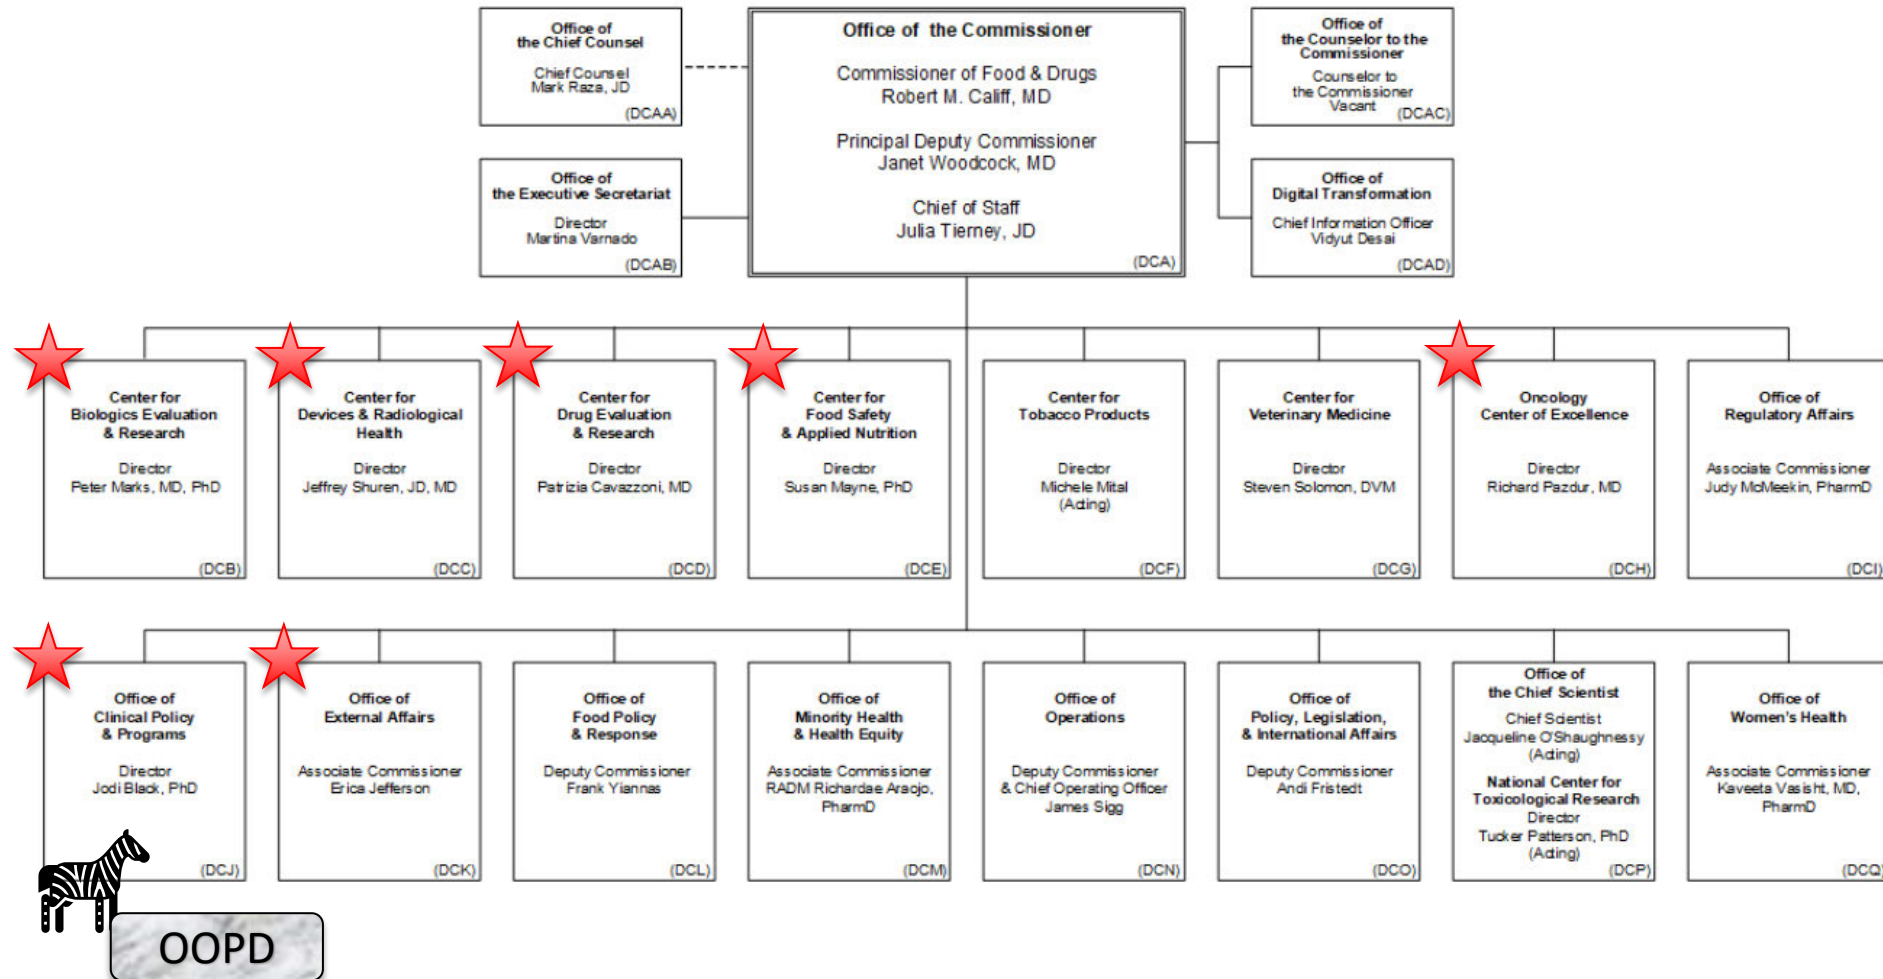 Office of
the Chief Counsel
Chief Counsel
Mark Raza, JD
(DCAA)
Office of the Commissioner
Commissioner of Food & Drugs
Robert M. Califf, MD
Principal Deputy Commissioner
Janet Woodcock, MD
Chief of Staff
Julia Tierney, JD
(DCA)
Office of
the Counselor to the
Commissioner
Counselor to
the Commissioner
Vacant
(DCAC)
Office of
the Executive Secretariat
Director
Martina Varnado
(DCAB)
Office of
Digital Transformation
Chief Information Officer
Vidyut Desai
(DCAD)
Center for
Biologics Evaluation
& Research
Director
Peter Marks, MD, PhD
(DCB)
Center for
Devices & Radiological
Health
Director
Jeffrey Shuren, JD, MD
(DCC)
Center for
Drug Evaluation
& Research
Director
Patrizia Cavazzoni, MD
(DCD)
Center for
Food Safety
& Applied Nutrition
Director
Susan Mayne, PhD
(DCE)
Center for
Tobacco Products
Director
Michele Mital
(Acting)
(DCF)
Center for
Veterinary Medicine
Director
Steven Solomon, DVM
(DCG)
Oncology
Center of Excellence
Director
Richard Pazdur, MD
(DCH)
Office of
Regulatory Affairs
Associate Commissioner
Judy McMeekin, PharmD
(DCI)
Office of
Clinical Policy
& Programs
Director
Jodi Black, PhD
(DCJ)
Office of
External Affairs
Associate Commissioner
Erica Jefferson
(DCK)
Office of
Food Policy
& Response
Deputy Commissioner
Frank Yiannas
(DCL)
Office of
Minority Health
& Health Equity
Associate Commissioner
RADM Richardae Araojo,
PharmD
(DCM)
Office of
Operations
Deputy Commissioner
& Chief Operating Officer
James Sigg
(DCN)
Office of
Policy, Legislation,
& International Affairs
Deputy Commissioner
Andi Fristedt
(DCO)
Office of
the Chief Scientist
Chief Scientist
Jacqueline O'Shaughnessy
(Acting)
National Center for
Toxicological Research
Director
Tucker Patterson, PhD
(Acting)
(DCP)
Office of
Women's Health
Associate Commissioner
Kaveeta Vasisht, MD,
PharmD
(DCQ)
OOPD